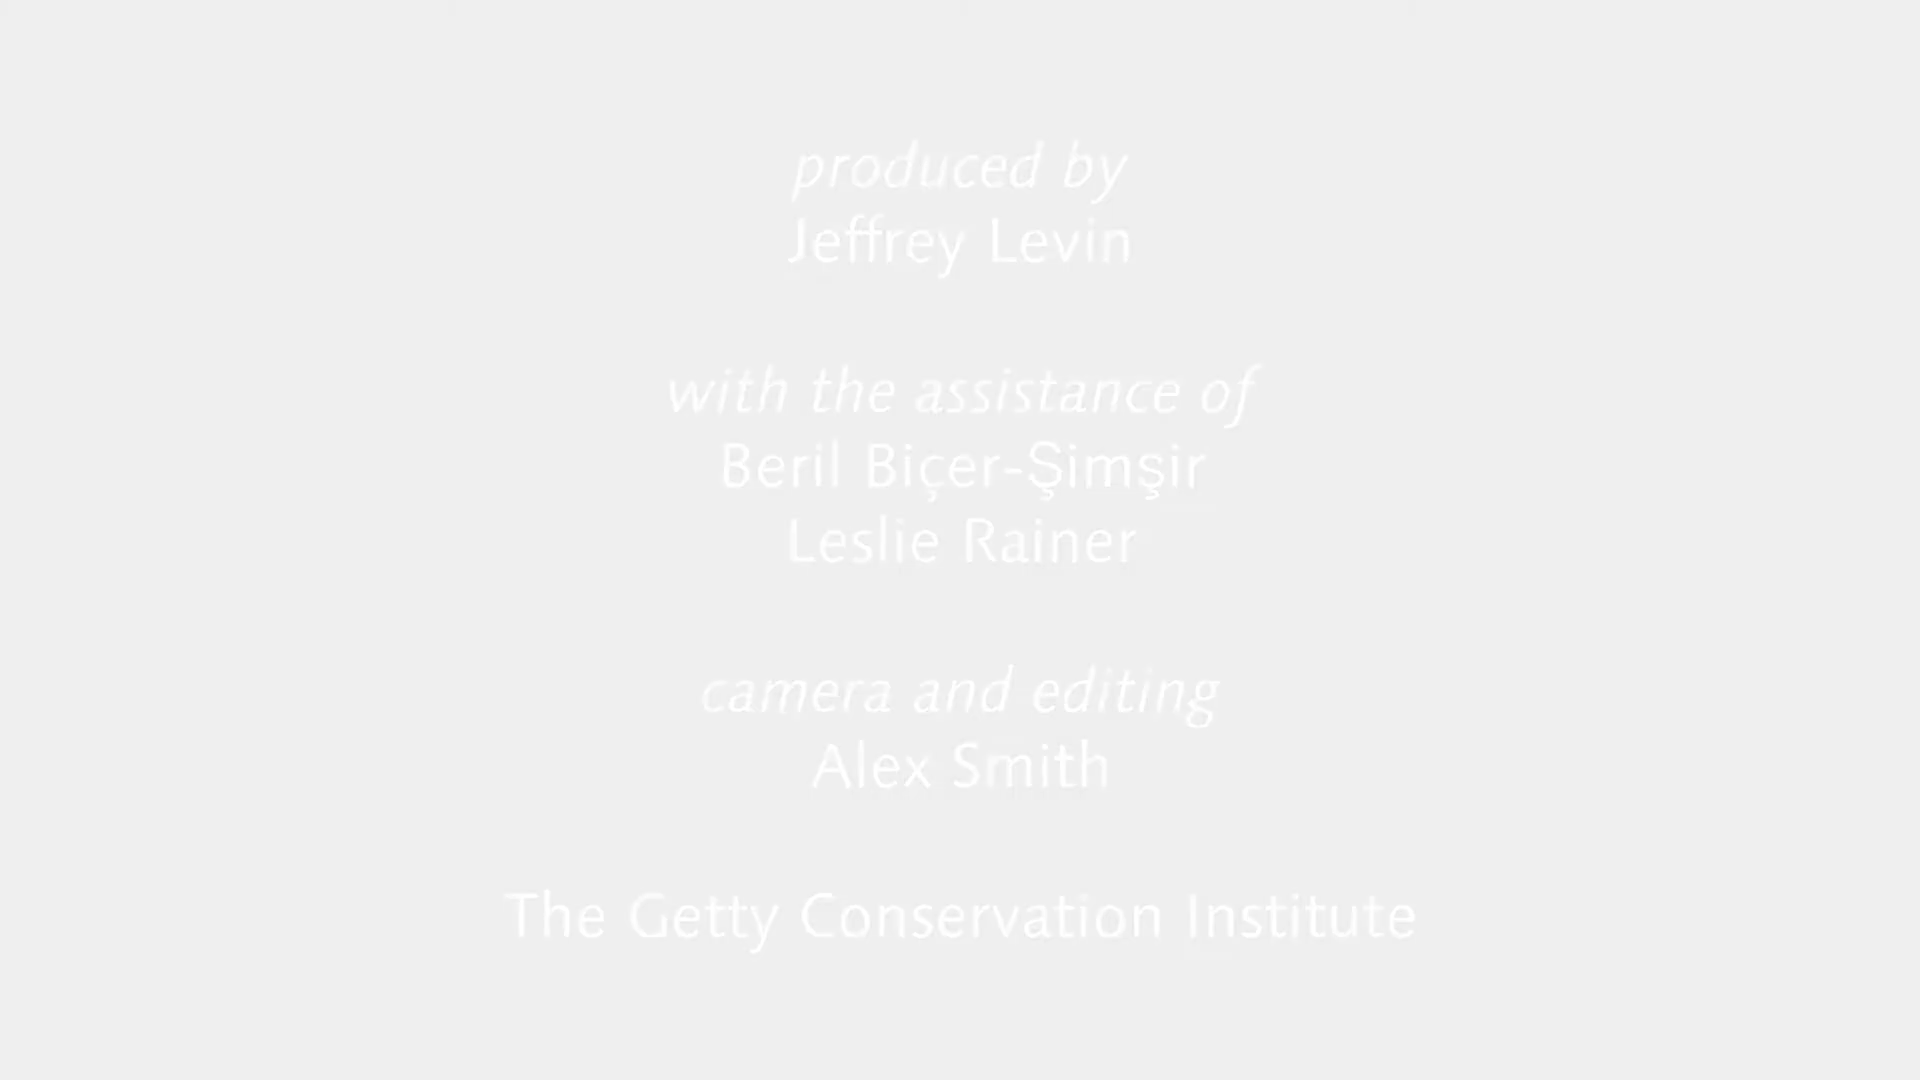 produced by
Jeffrey Levin
with the assistance of
Beril Biçer-Şimşir
Leslie Rainer
camera and editing
Alex Smith
The Getty Conservation Institute